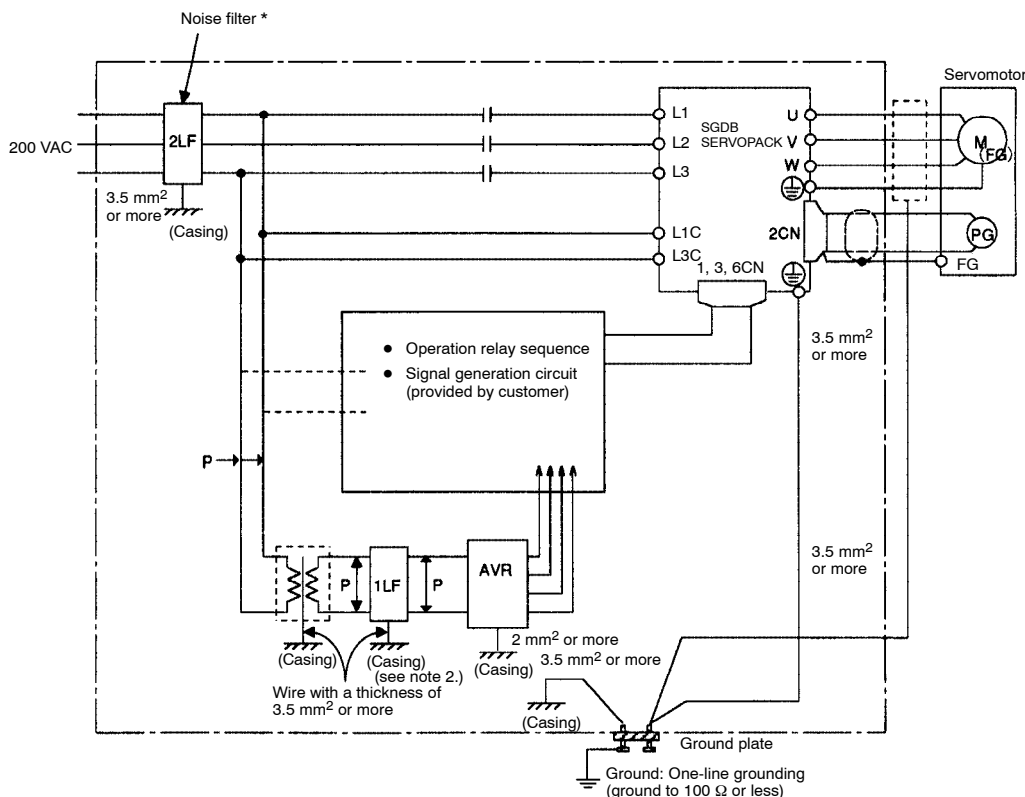 Noise filter *
Servomotor
200 VAC
2LF
3.5 mm2
or more
(Casing)
L1
L2
L3
L1C
L3C
SGDB
SERVOPACK
U
V
W
M
(FG)
2CN
PG
FG
1, 3, 6CN
● Operation relay sequence
● Signal generation circuit
(provided by customer)
3.5 mm2
or more
P
P
1LF
P
AVR
3.5 mm2
or more
(Casing)
(Casing)
(see note 2.)
(Casing)
2 mm2 or more
3.5 mm2 or more
Wire with a thickness of
3.5 mm2 or more
(Casing)
Ground plate
Ground: One-line grounding
(ground to 100 Ω or less)